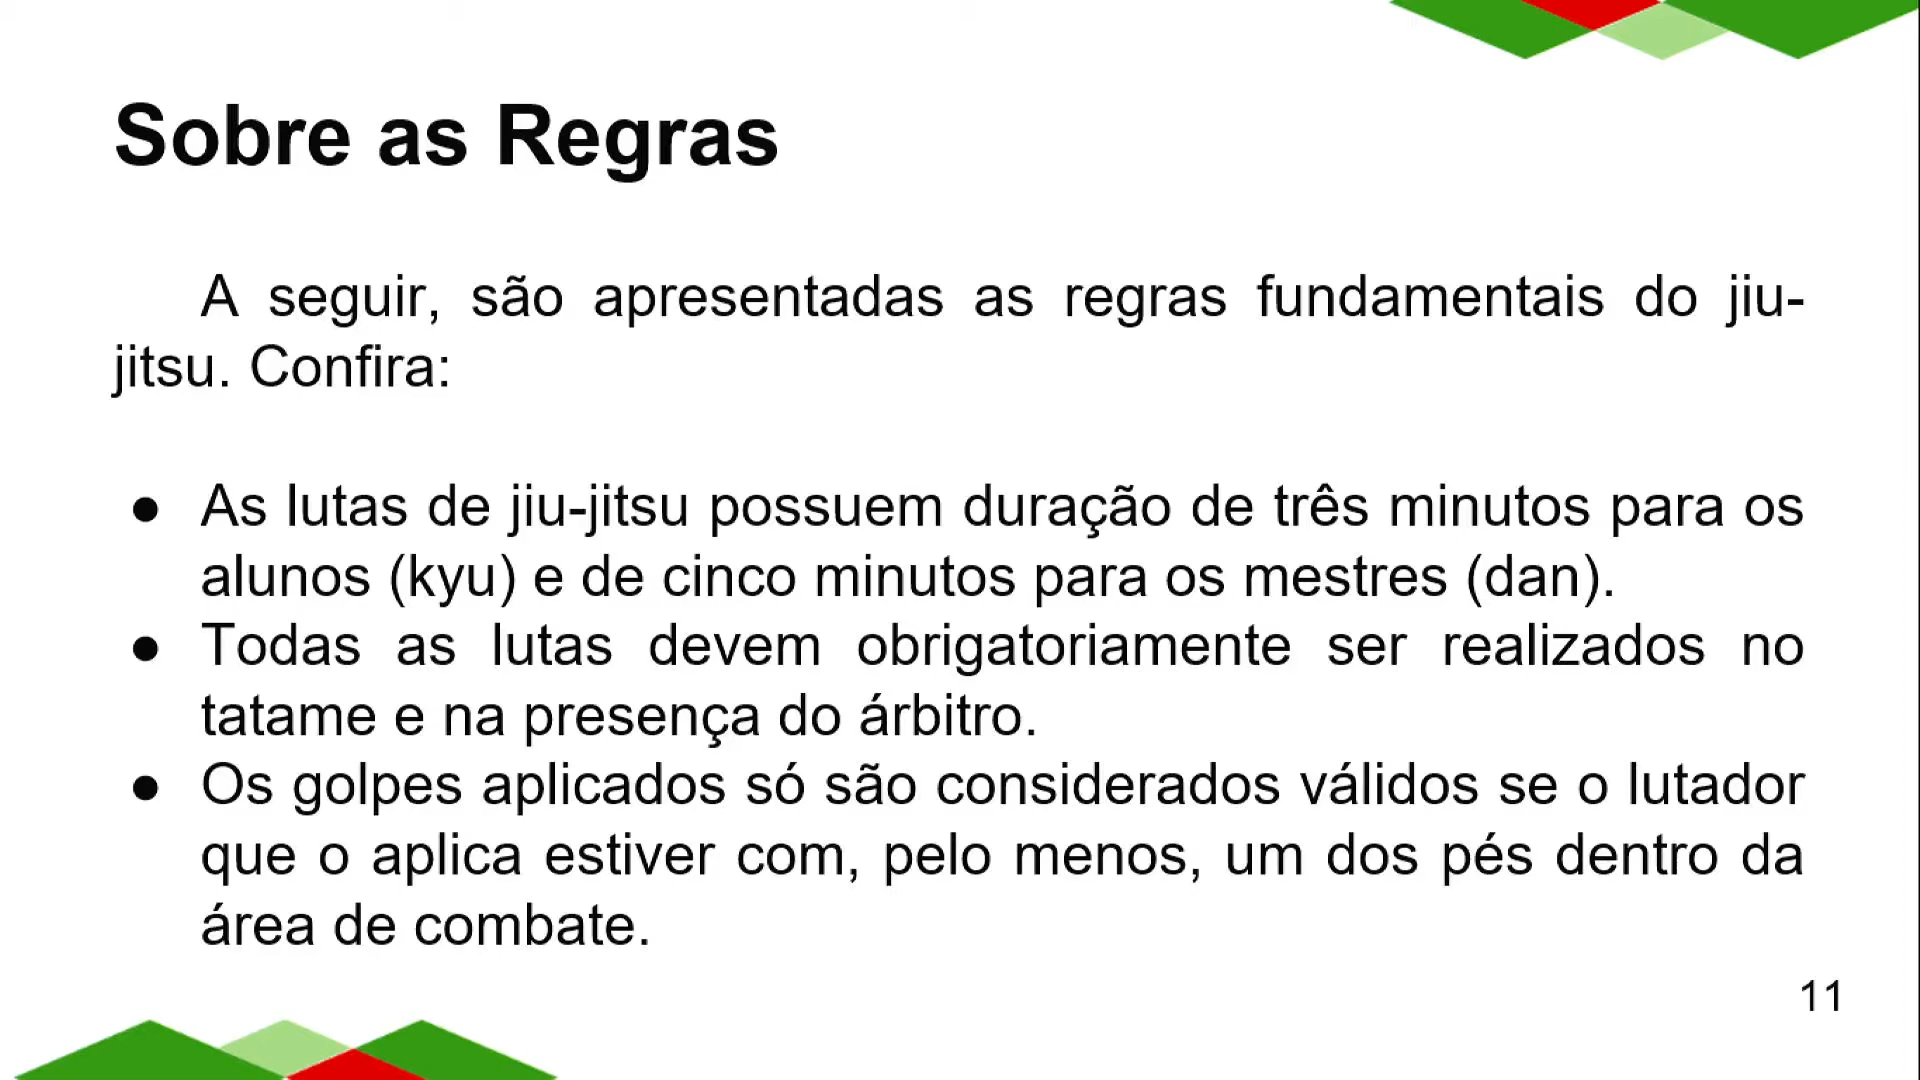 Sobre as Regras
A seguir, são apresentadas as regras fundamentais do jiu-
jitsu. Confira:
● As lutas de jiu-jitsu possuem duração de três minutos para os
alunos (kyu) e de cinco minutos para os mestres (dan).
● Todas as lutas devem obrigatoriamente ser realizados no
tatame e na presença do árbitro.
● Os golpes aplicados só são considerados válidos se o lutador
que o aplica estiver com, pelo menos, um dos pés dentro da
área de combate.
11